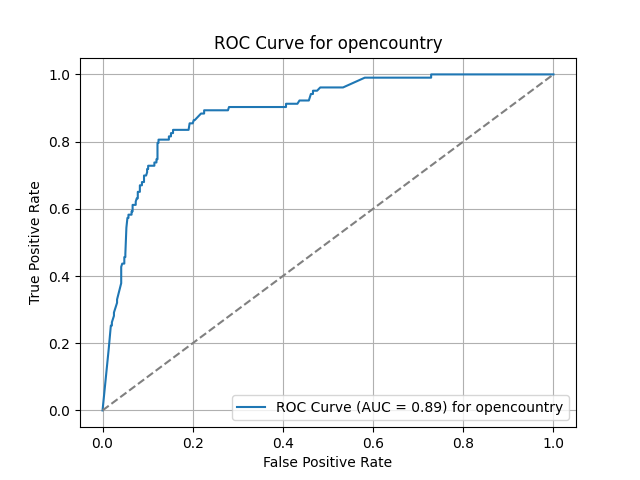 ROC Curve for opencountry
1.0
0.8
0.6
0.4
0.2
0.0
True Positive Rate
ROC Curve (AUC = 0.89) for opencountry
0.0 0.2 0.4 0.6 0.8 1.0
False Positive Rate